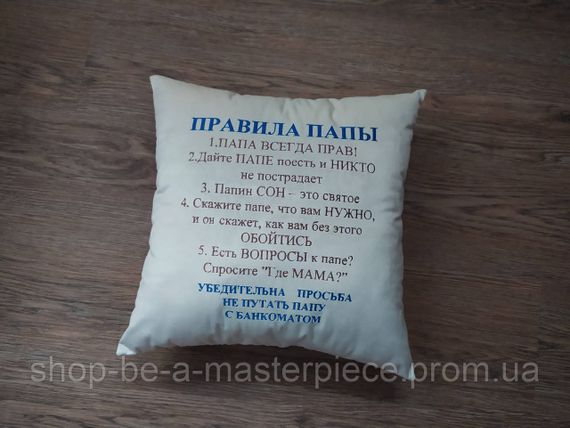 ПРАВИЛА ПАПЫ
1.ПАПА ВСЕГДА ПРАВ!
2.Дайте ПАПЕ поесть и НИКТО
не пострадает
3. Папин СОН - это святое
4. Скажите папе, что вам НУЖНО,
и он скажет, как вам без этого
ОБОЙТИСЬ
5. Есть ВОПРОСЫ к папе?
Спросите "Где МАМА?"
УБЕДИТЕЛЬНА ПРОСЬБА
НЕ ПУТАТЬ ПАПУ
С БАНКОМАТОМ
shop-be-a-masterpiece.prom.ua